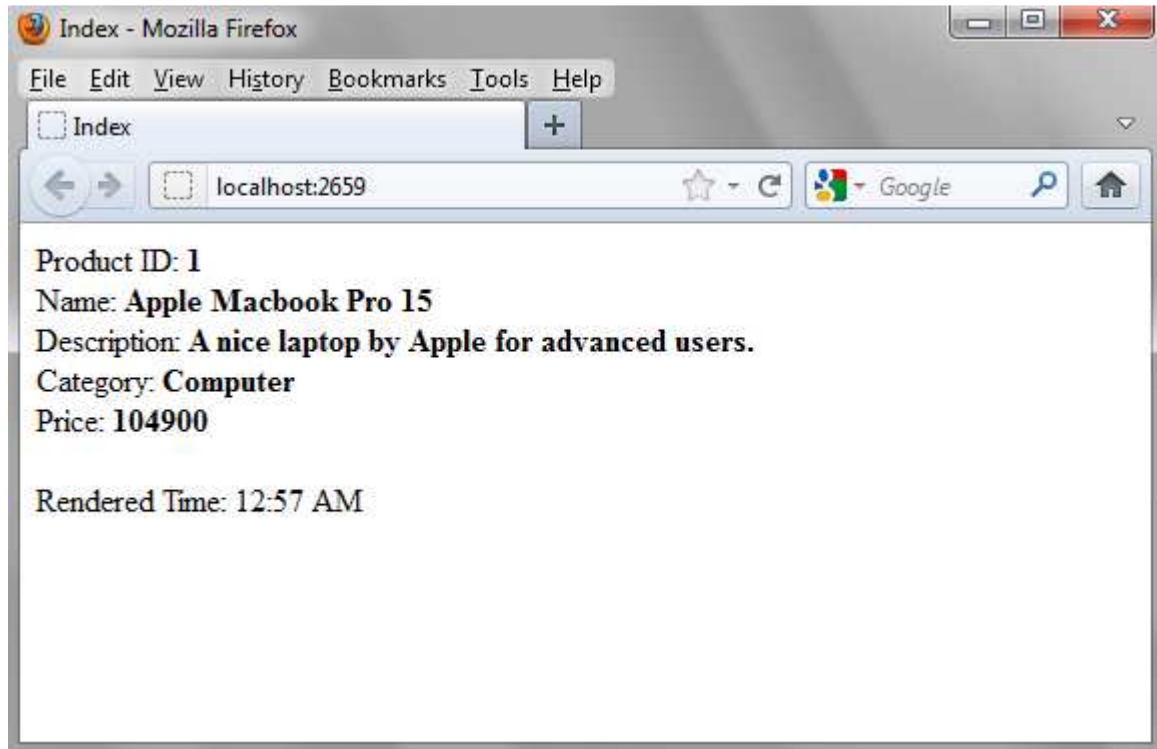 Index - Mozilla Firefox
File Edit View History Bookmarks Tools Help
Index
localhost:2659 Google
Product ID: 1
Name: Apple Macbook Pro 15
Description: A nice laptop by Apple for advanced users.
Category: Computer
Price: 104900
Rendered Time: 12:57 AM